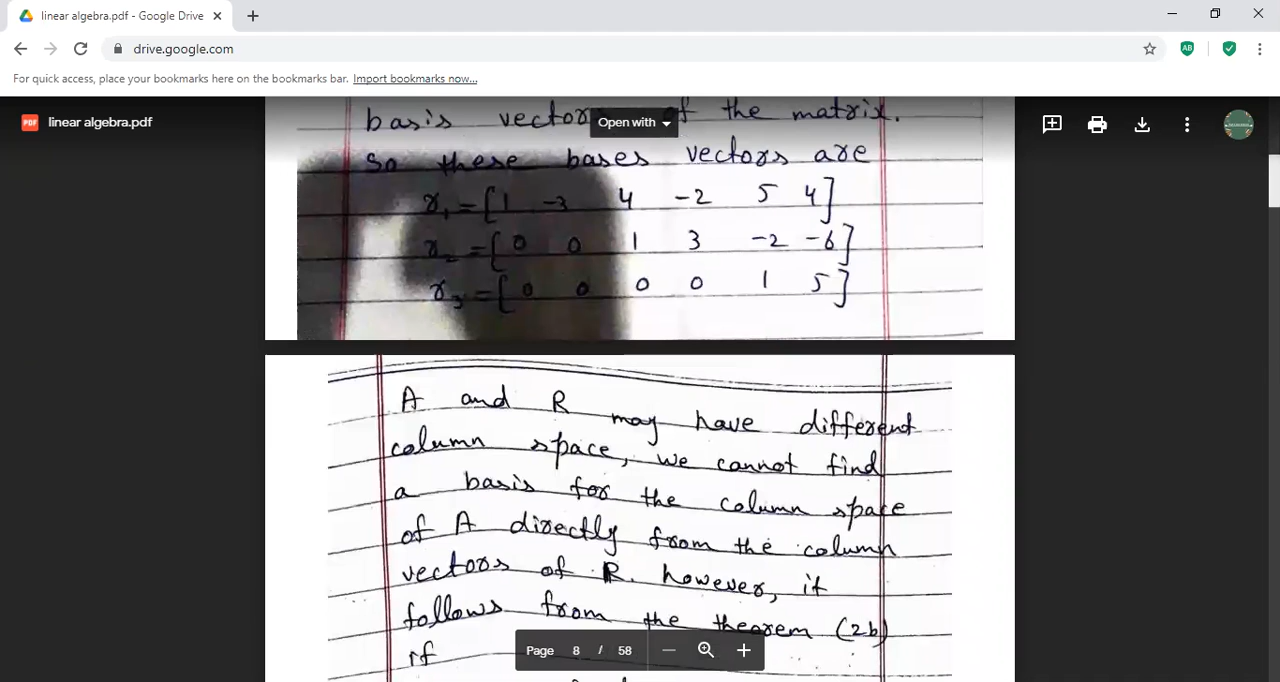 linear algebra.pdf - Google Drive
drive.google.com
For quick access, place your bookmarks here on the bookmarks bar. Import bookmarks now...
linear algebra.pdf
Open with
basis vector of the matrix.
So these bases vectors are
r₁ = [1 -3 4 -2 5 4]
r₂ = [0 0 1 3 -2 -6]
r₃ = [0 0 0 0 1 5]
A and R may have different
column space, we cannot find
a basis for the column space
of A directly from the column
vectors of R. however, it
follows from the theorem (2b)
if
Page 8 / 58